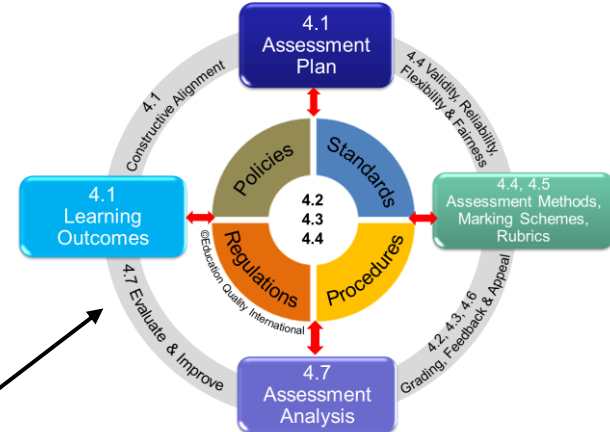 4.1
Assessment
Plan
4.1
Constructive Alignment
4.4 Validity, Reliability,
Flexibility & Fairness
Policies
Standards
4.1
Learning
Outcomes
4.2
4.3
4.4
4.4, 4.5
Assessment Methods,
Marking Schemes,
Rubrics
Regulations
Procedures
©Education Quality International
4.7 Evaluate & Improve
4.2, 4.3, 4.6
Grading, Feedback & Appeal
4.7
Assessment
Analysis